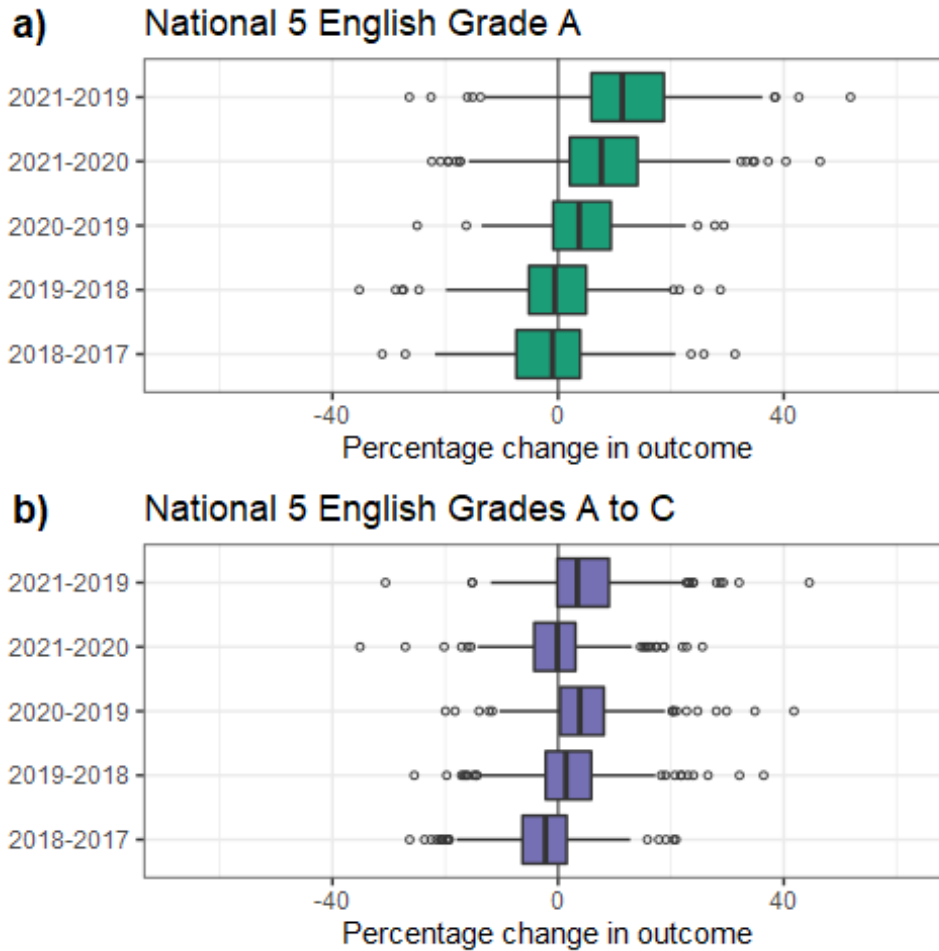 a) National 5 English Grade A
2021-2019
2021-2020
2020-2019
2019-2018
2018-2017
-40 0 40
Percentage change in outcome
b) National 5 English Grades A to C
2021-2019
2021-2020
2020-2019
2019-2018
2018-2017
-40 0 40
Percentage change in outcome